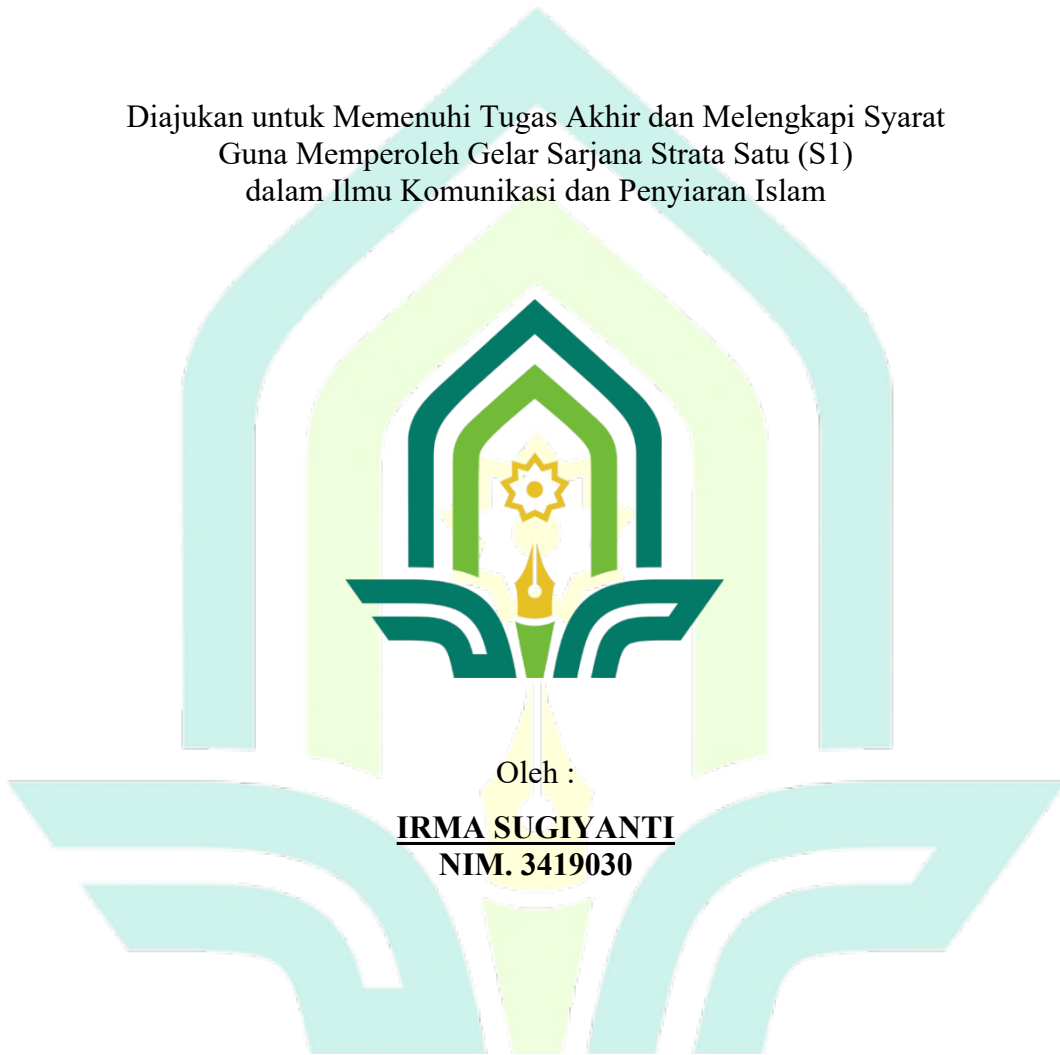 Diajukan untuk Memenuhi Tugas Akhir dan Melengkapi Syarat
Guna Memperoleh Gelar Sarjana Strata Satu (S1)
dalam Ilmu Komunikasi dan Penyiaran Islam
Oleh :
IRMA SUGIYANTI
NIM. 3419030